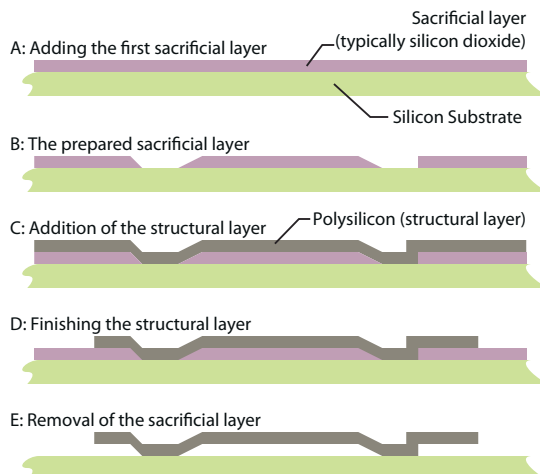 Sacrificial layer
(typically silicon dioxide)
A: Adding the first sacrificial layer
Silicon Substrate
B: The prepared sacrificial layer
C: Addition of the structural layer
Polysilicon (structural layer)
D: Finishing the structural layer
E: Removal of the sacrificial layer